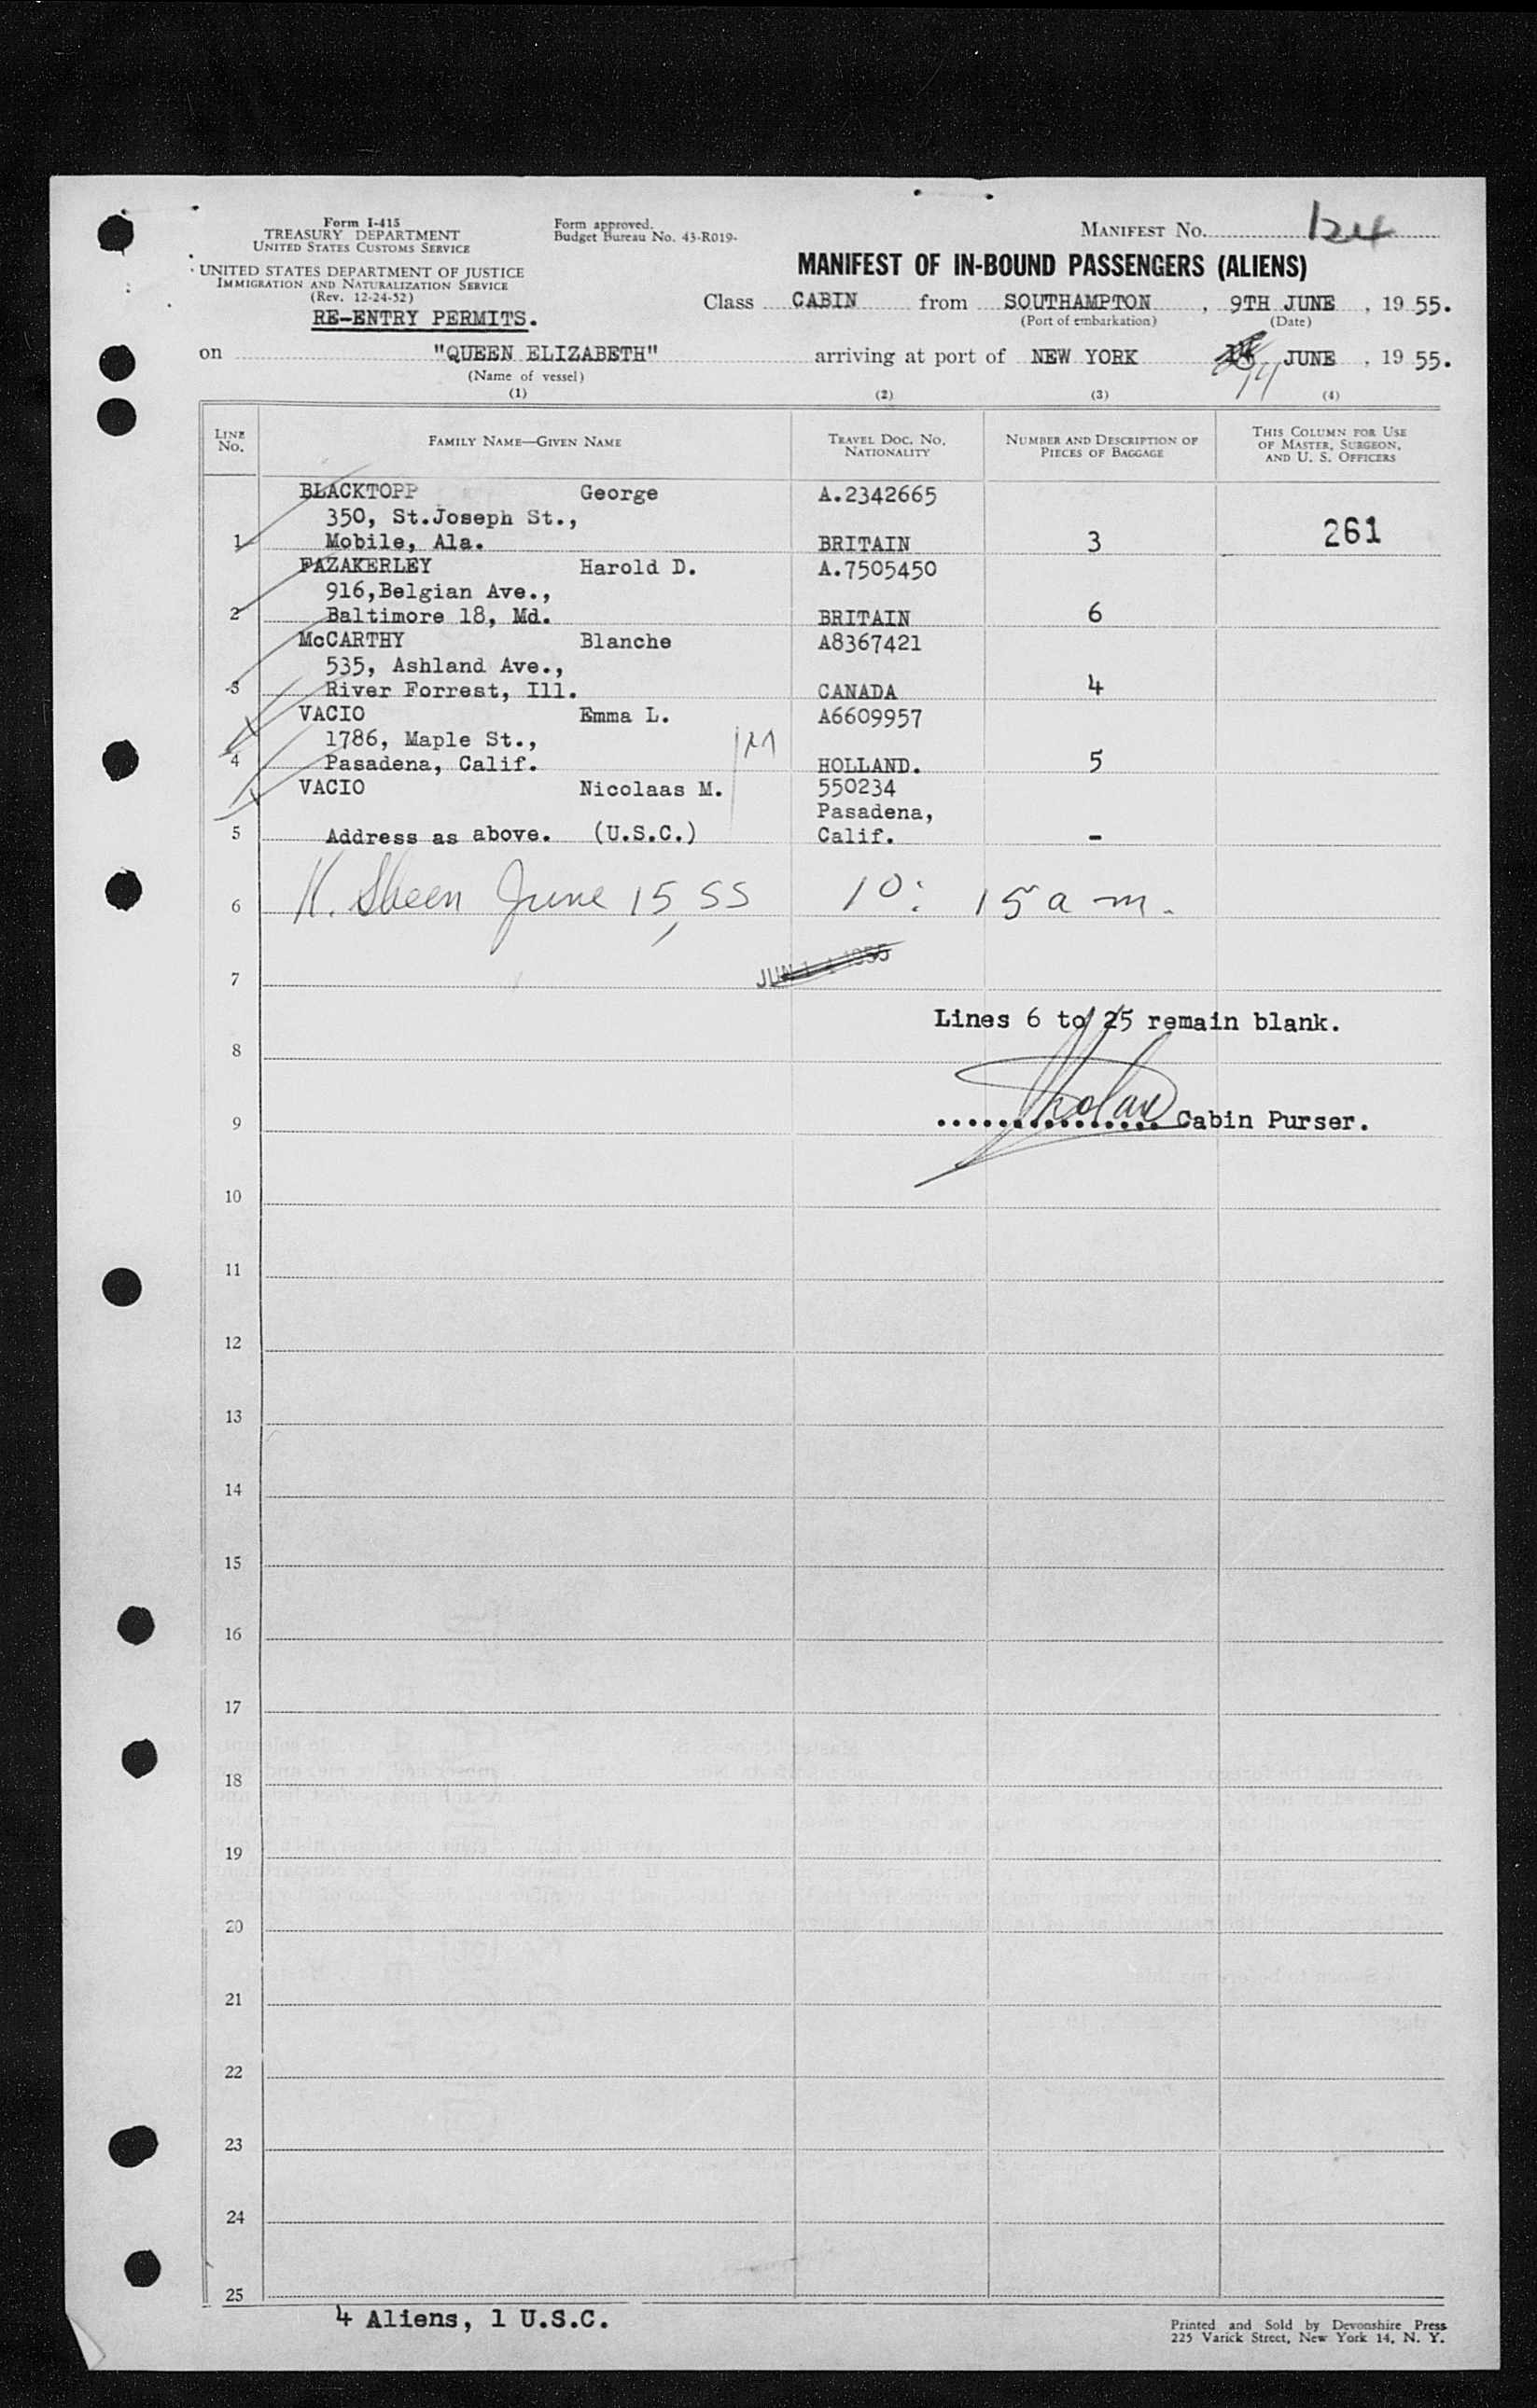 Form I-415
TREASURY DEPARTMENT
UNITED STATES CUSTOMS SERVICE
UNITED STATES DEPARTMENT OF JUSTICE
IMMIGRATION AND NATURALIZATION SERVICE
(Rev. 12-24-52)
RE-ENTRY PERMITS.
Form approved.
Budget Bureau No. 43-R019.
MANIFEST No. 124
MANIFEST OF IN-BOUND PASSENGERS (ALIENS)
Class CABIN from SOUTHAMPTON, 9TH JUNE, 1955.
(Port of embarkation) (Date)
on "QUEEN ELIZABETH" arriving at port of NEW YORK 14 JUNE, 1955.
(Name of vessel)
(1) (2) (3) (4)
LINE No. FAMILY NAME—GIVEN NAME TRAVEL DOC. NO. NATIONALITY NUMBER AND DESCRIPTION OF PIECES OF BAGGAGE THIS COLUMN FOR USE OF MASTER, SURGEON, AND U. S. OFFICERS
BLACKTOPP George A.2342665
350, St.Joseph St.,
1 Mobile, Ala. BRITAIN 3 261
FAZAKERLEY Harold D. A.7505450
916,Belgian Ave.,
2 Baltimore 18, Md. BRITAIN 6
McCARTHY Blanche A8367421
535, Ashland Ave.,
3 River Forrest, Ill. CANADA 4
VACIO Emma L. A6609957
1786, Maple St.,
4 Pasadena, Calif. HOLLAND. 5
VACIO Nicolaas M. 550234
Pasadena,
5 Address as above. (U.S.C.) Calif. -
6 H. Sheen June 15, 55 10: 15 a m.
7 JUN 1 4 1955
Lines 6 to 25 remain blank.
8
9 Cabin Purser.
10
11
12
13
14
15
16
17
18
19
20
21
22
23
24
25
4 Aliens, 1 U.S.C.
Printed and Sold by Devonshire Press
225 Varick Street, New York 14, N. Y.